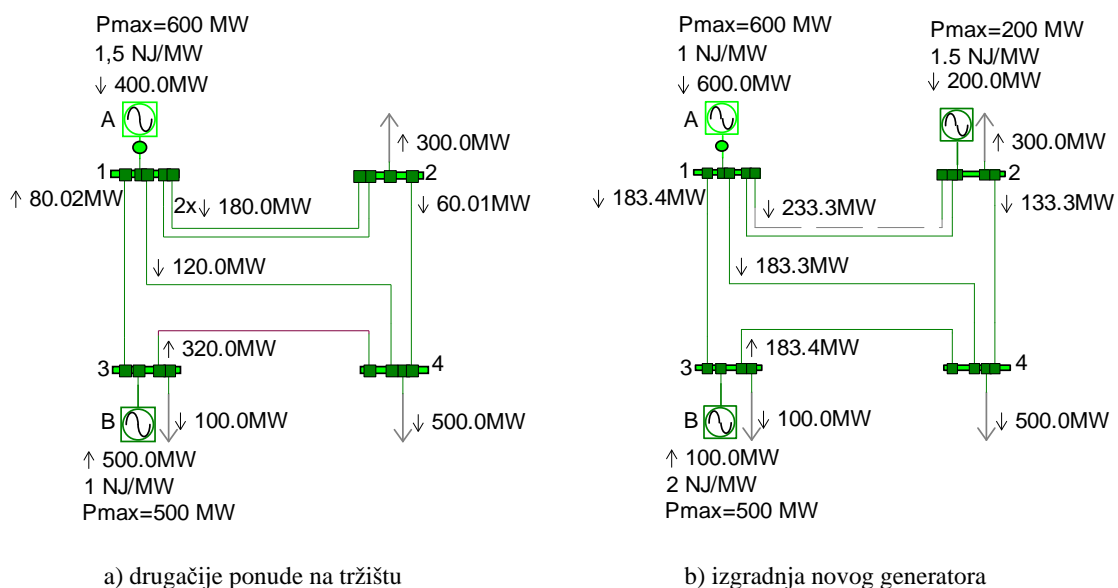 Pmax=600 MW
1,5 NJ/MW
↓ 400.0MW
A
↑ 300.0MW
1
2
↑ 80.02MW
2x ↓ 180.0MW
↓ 60.01MW
↓ 120.0MW
↑ 320.0MW
3
4
B
↓ 100.0MW
↓ 500.0MW
↑ 500.0MW
1 NJ/MW
Pmax=500 MW
a) drugačije ponude na tržištu
Pmax=600 MW
1 NJ/MW
↓ 600.0MW
Pmax=200 MW
1.5 NJ/MW
↓ 200.0MW
A
↑ 300.0MW
1
2
↓ 183.4MW
↓ 233.3MW
↓ 133.3MW
↓ 183.3MW
↑ 183.4MW
3
4
B
↓ 100.0MW
↓ 500.0MW
↑ 100.0MW
2 NJ/MW
Pmax=500 MW
b) izgradnja novog generatora